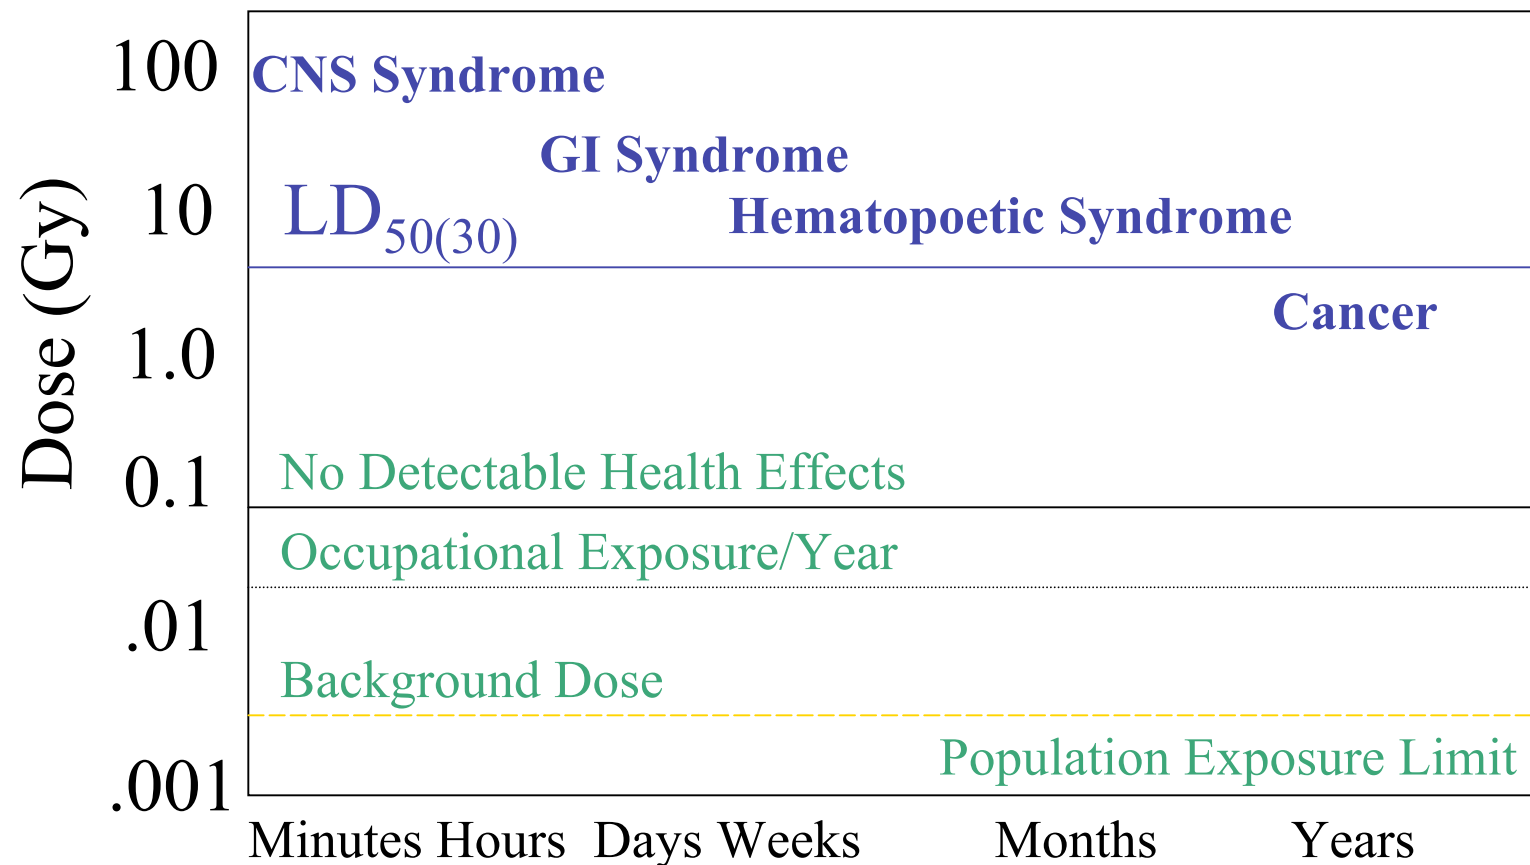 100
CNS Syndrome
GI Syndrome
10
LD50(30)
Hematopoetic Syndrome
Cancer
Dose (Gy)
1.0
No Detectable Health Effects
0.1
Occupational Exposure/Year
.01
Background Dose
Population Exposure Limit
.001
Minutes Hours Days Weeks Months Years